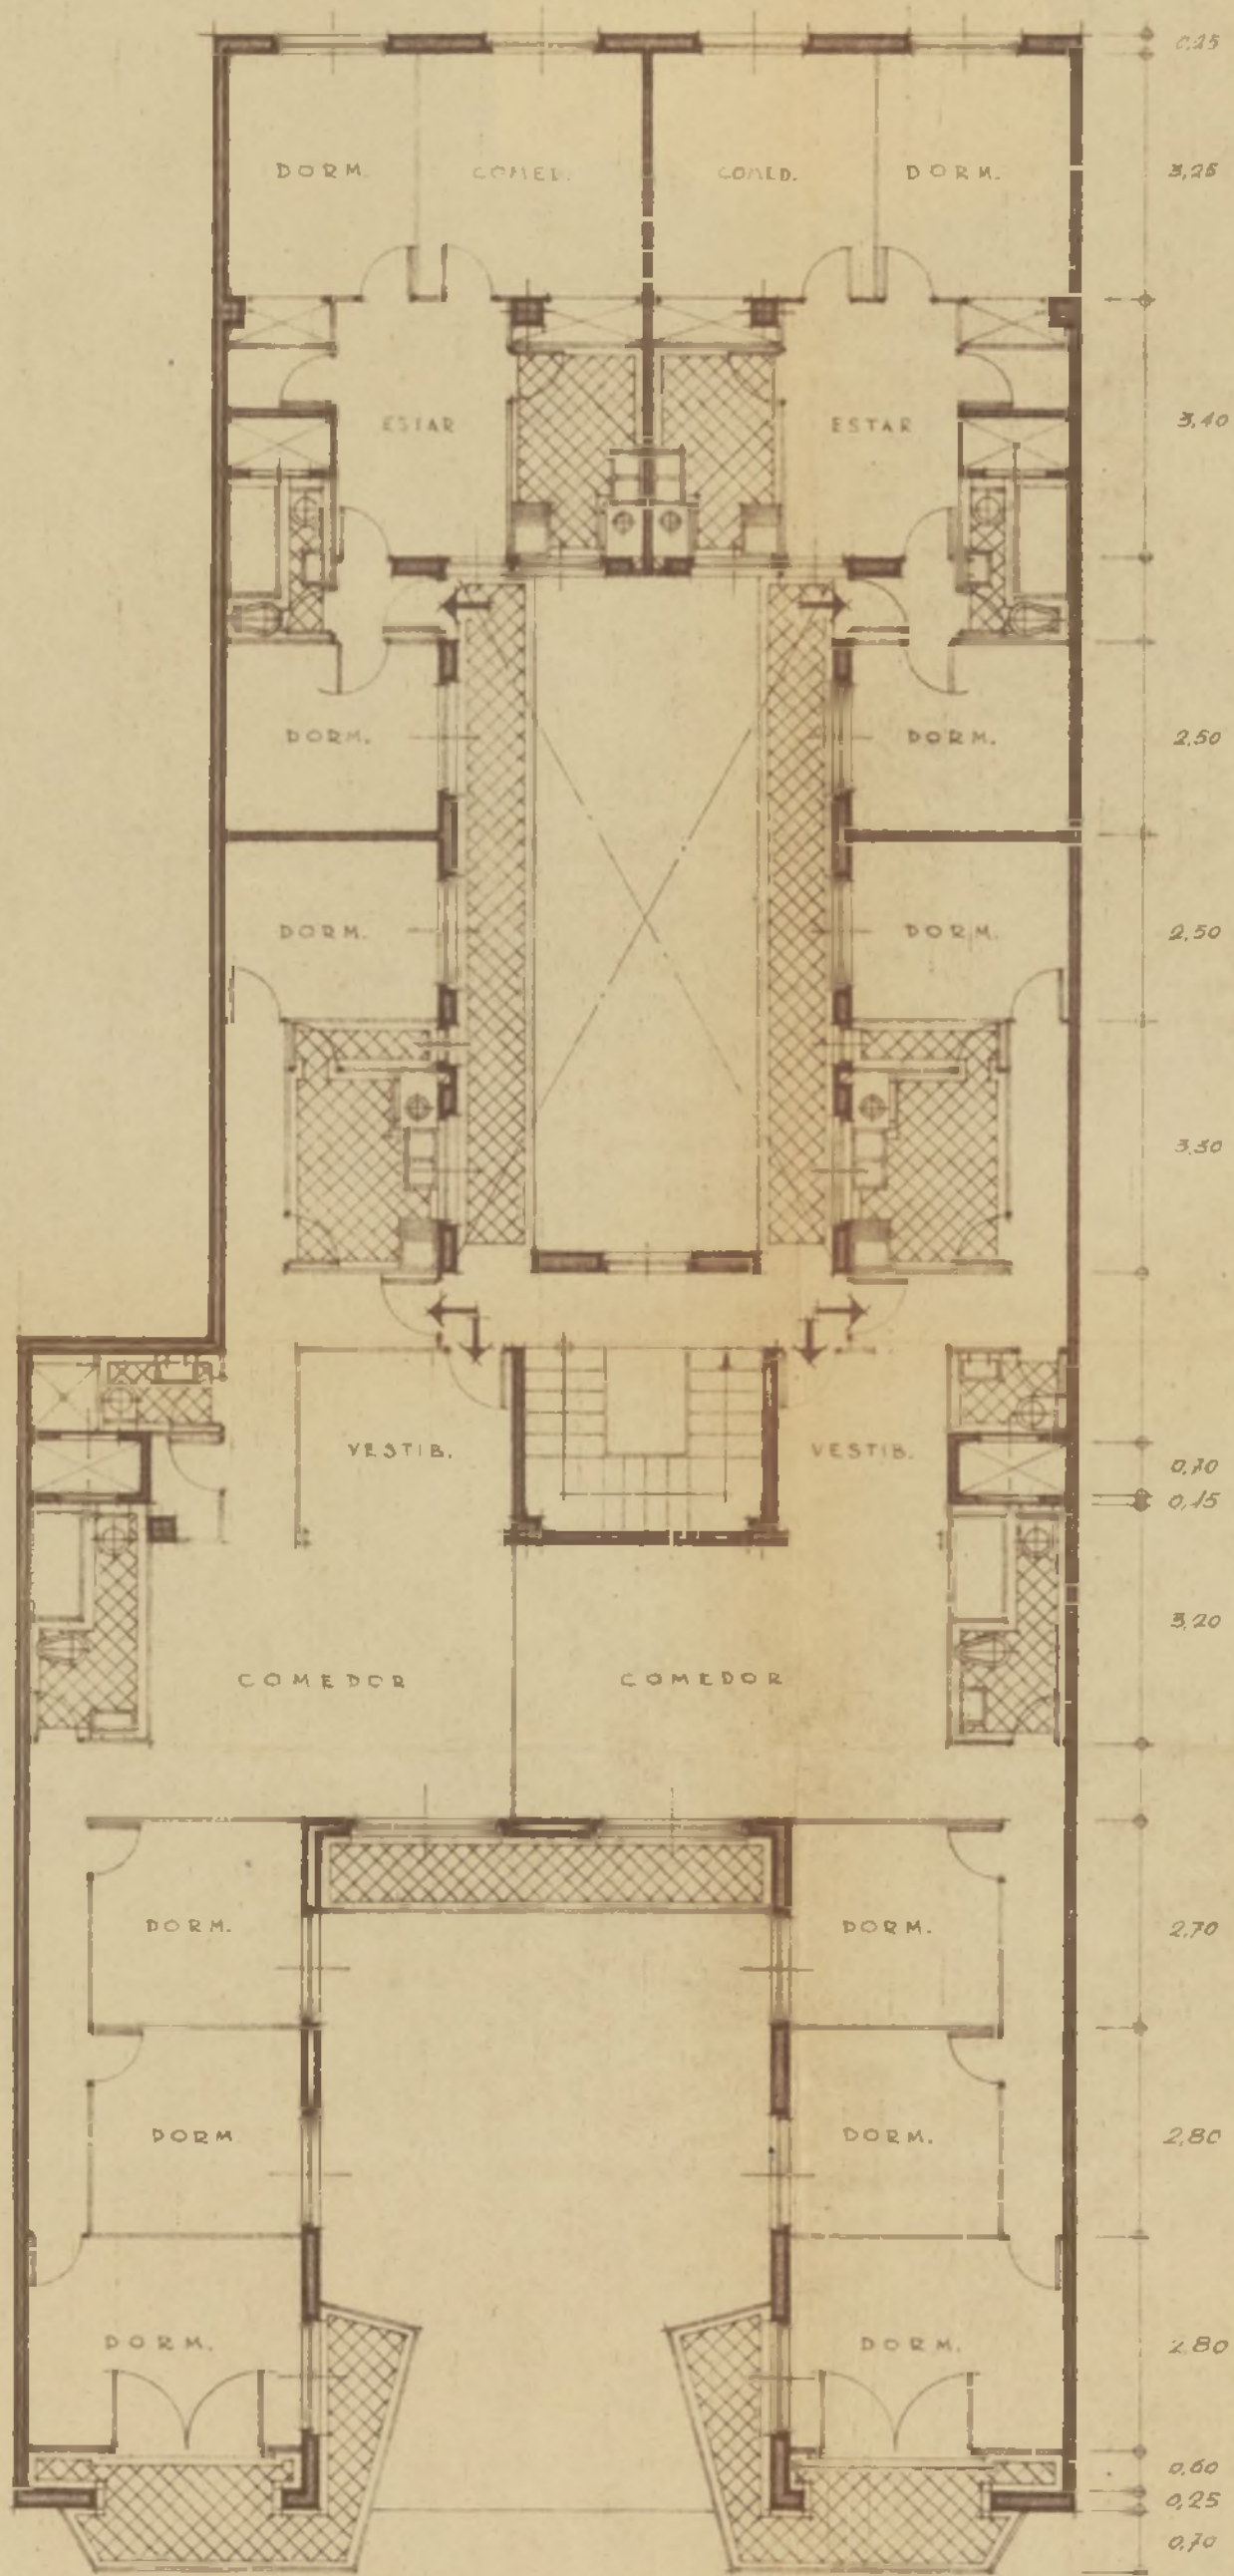 0,25
DORM. COMED. COMED. DORM. 3,25
ESTAR ESTAR 3,40
DORM. DORM. 2,50
DORM. DORM. 2,50
3,30
VESTIB. VESTIB.
0,70
0,15
3,20
COMEDOR COMEDOR
DORM. DORM. 2,70
DORM DORM. 2,80
DORM. DORM. 2,80
0,60
0,25
0,70